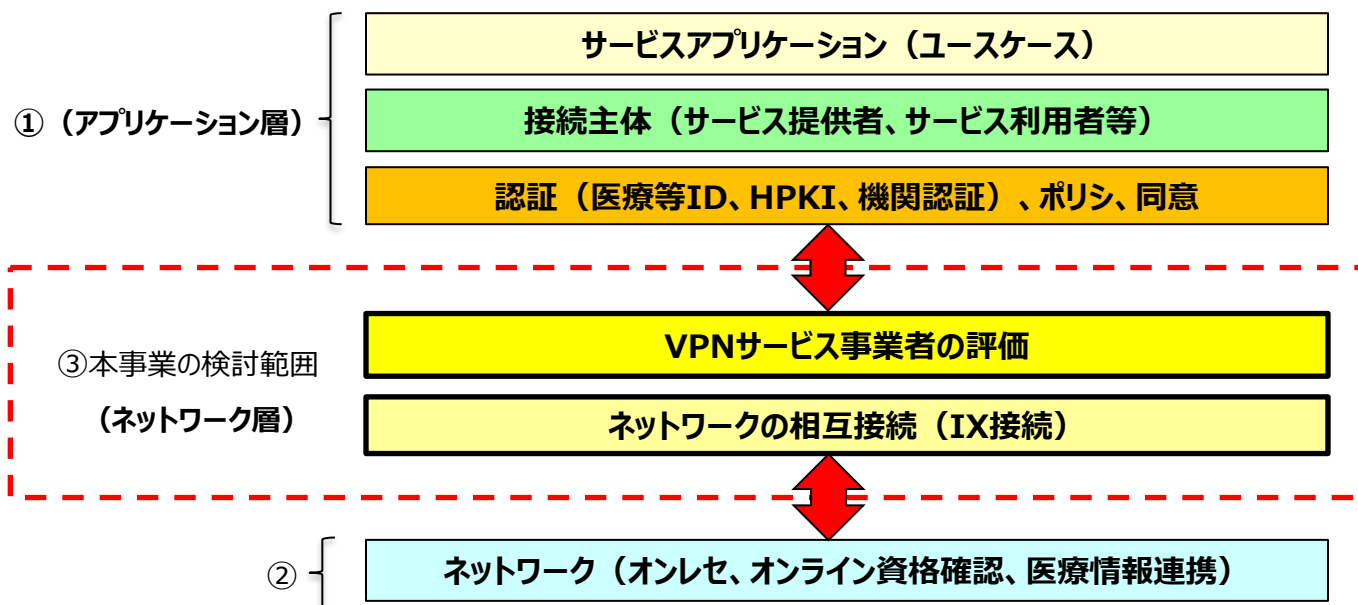 サービスアプリケーション（ユースケース）
①（アプリケーション層）
接続主体（サービス提供者、サービス利用者等）
認証（医療等ID、HPKI、機関認証）、ポリシ、同意
VPNサービス事業者の評価
③本事業の検討範囲
（ネットワーク層）
ネットワークの相互接続（IX接続）
②
ネットワーク（オンレセ、オンライン資格確認、医療情報連携）